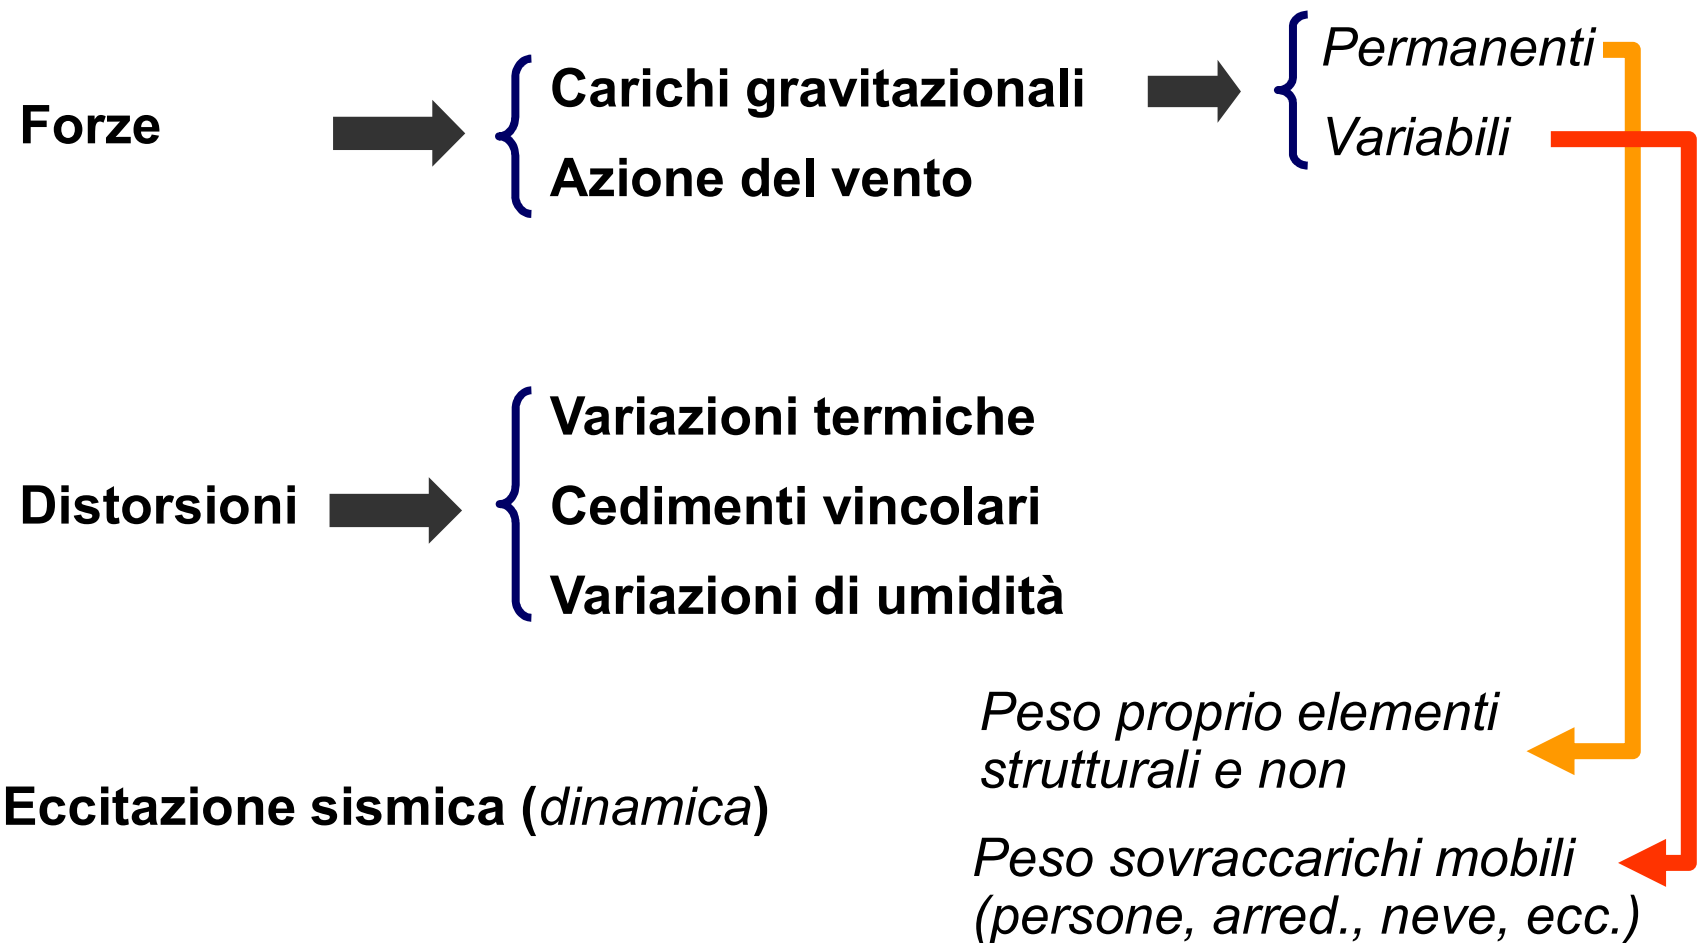 Forze
Carichi gravitazionali
Azione del vento
Permanenti
Variabili
Distorsioni
Variazioni termiche
Cedimenti vincolari
Variazioni di umidità
Peso proprio elementi
strutturali e non
Eccitazione sismica (dinamica)
Peso sovraccarichi mobili
(persone, arred., neve, ecc.)